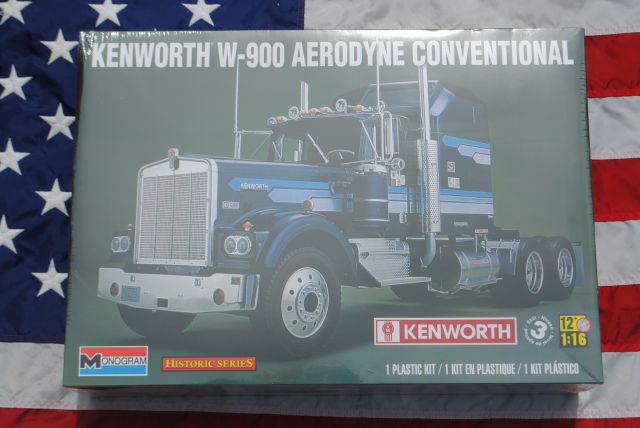 KENWORTH W-900 AERODYNE CONVENTIONAL
KENWORTH
KENWORTH
3
12
1:16
MONOGRAM
HISTORIC SERIES
1 PLASTIC KIT / 1 KIT EN PLASTIQUE / 1 KIT PLÁSTICO